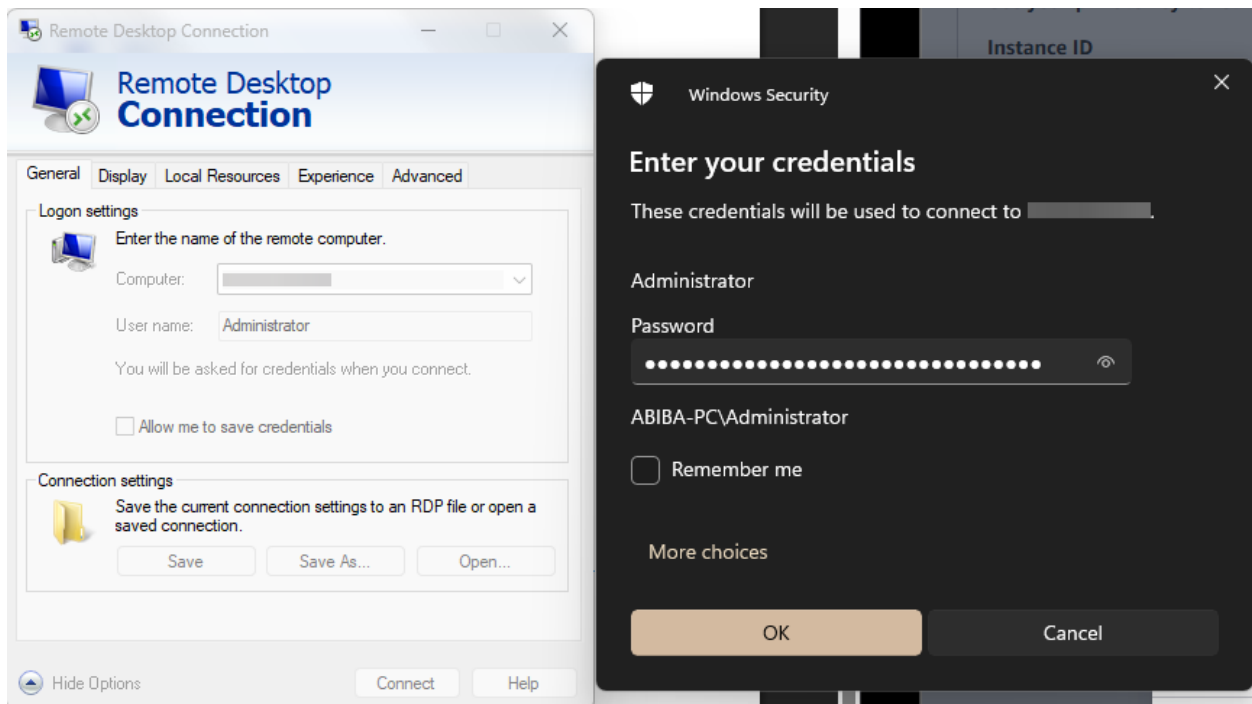 Remote Desktop Connection
Remote Desktop
Connection
General Display Local Resources Experience Advanced
Logon settings
Enter the name of the remote computer.
Computer:
User name: Administrator
You will be asked for credentials when you connect.
Allow me to save credentials
Connection settings
Save the current connection settings to an RDP file or open a
saved connection.
Save Save As... Open...
Hide Options Connect Help
Instance ID
Windows Security
Enter your credentials
These credentials will be used to connect to .
Administrator
Password
ABIBA-PC\Administrator
Remember me
More choices
OK Cancel